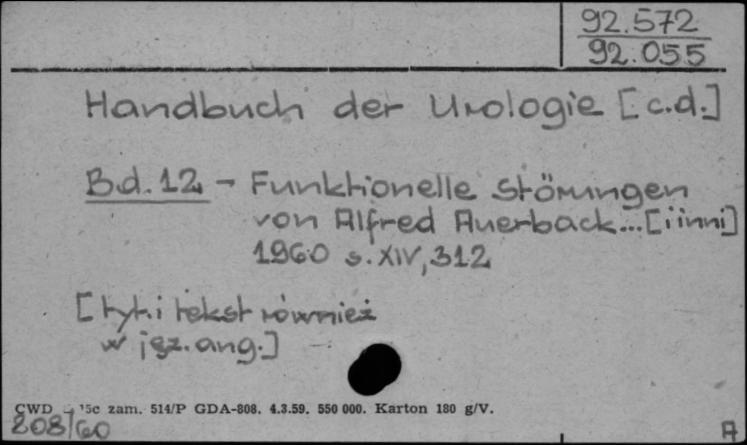 92.572
92.055
Handbuch der Urologie [c.d.]
Bd. 12 - Funktionelle Störungen
von Alfred Auerback... [i inni]
1960 s. XIV, 312
[tyt. i tekst również
w jęz. ang.] -
CWD - 15c zam. 514/P GDA-808. 4.3.59. 550 000. Karton 180 g/V.
208/60
A